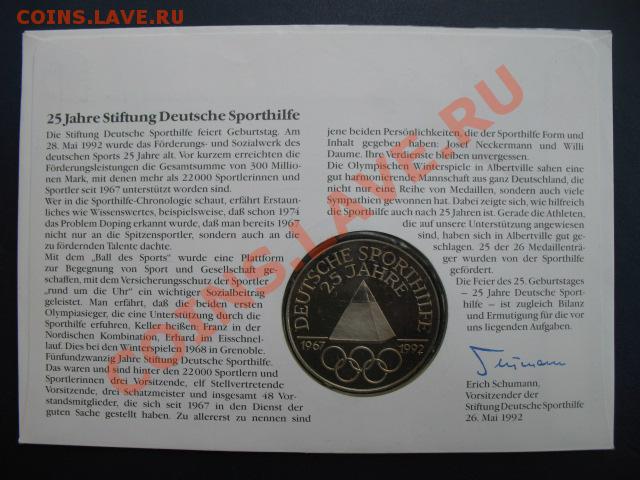 COINS.ЛАVE.RU
25 Jahre Stiftung Deutsche Sporthilfe
Die Stiftung Deutsche Sporthilfe feiert Geburtstag. Am
28. Mai 1992 wurde das Förderungs- und Sozialwerk des
deutschen Sports 25 Jahre alt. Vor kurzem erreichten die
Förderungsleistungen die Gesamtsumme von 300 Millio-
nen Mark, mit denen mehr als 22000 Sportlerinnen und
Sportler seit 1967 unterstützt worden sind.
Wer in die Sporthilfe-Chronologie schaut, erfährt Erstaun-
liches wie Wissenswertes, beispielsweise, daß schon 1974
das Problem Doping erkannt wurde, daß man bereits 1967
nicht nur an die Spitzensportler, sondern auch an die
zu fördernden Talente dachte.
Mit dem „Ball des Sports“ wurde eine Plattform
zur Begegnung von Sport und Gesellschaft ge-
schaffen, mit dem Versicherungsschutz der Sportler
„rund um die Uhr“ ein wichtiger Sozialbeitrag
geleistet. Man erfährt, daß die beiden ersten
Olympiasieger, die eine Unterstützung durch die
Sporthilfe erfuhren, Keller heißen: Franz in der
Nordischen Kombination, Erhard im Eisschnel-
lauf. Dies bei den Winterspielen 1968 in Grenoble.
Fünfundzwanzig Jahre Stiftung Deutsche Sporthilfe.
Das waren und sind hinter den 22000 Sportlern und
Sportlerinnen drei Vorsitzende, elf Stellvertretende
Vorsitzende, drei Schatzmeister und insgesamt 48 Vor-
standsmitglieder, die sich seit 1967 in den Dienst der
guten Sache gestellt haben. Zu allererst zu nennen sind
jene beiden Persönlichkeiten, die der Sporthilfe Form und
Inhalt gegeben haben: Josef Neckermann und Willi
Daume. Ihre Verdienste bleiben unvergessen.
Die Olympischen Winterspiele in Albertville sahen eine
gut harmonierende Mannschaft aus ganz Deutschland, die
nicht nur eine Reihe von Medaillen, sondern auch viele
Sympathien gewonnen hat. Dabei zeigte sich, wie hilfreich
die Sporthilfe auch nach 25 Jahren ist. Gerade die Athleten,
die auf unsere Unterstützung angewiesen
sind, haben sich in Albertville gut ge-
schlagen. 25 der 26 Medaillenträ-
ger wurden von der Sporthilfe
gefördert.
Die Feier des 25. Geburtstages
– 25 Jahre Deutsche Sport-
hilfe – ist zugleich Bilanz
und Ermutigung für die vor
uns liegenden Aufgaben.
Schumann
Erich Schumann,
Vorsitzender der
Stiftung Deutsche Sporthilfe
26. Mai 1992
DEUTSCHE SPORTHILFE
25 JAHRE
1967 1992
COINS.LAVE.RU